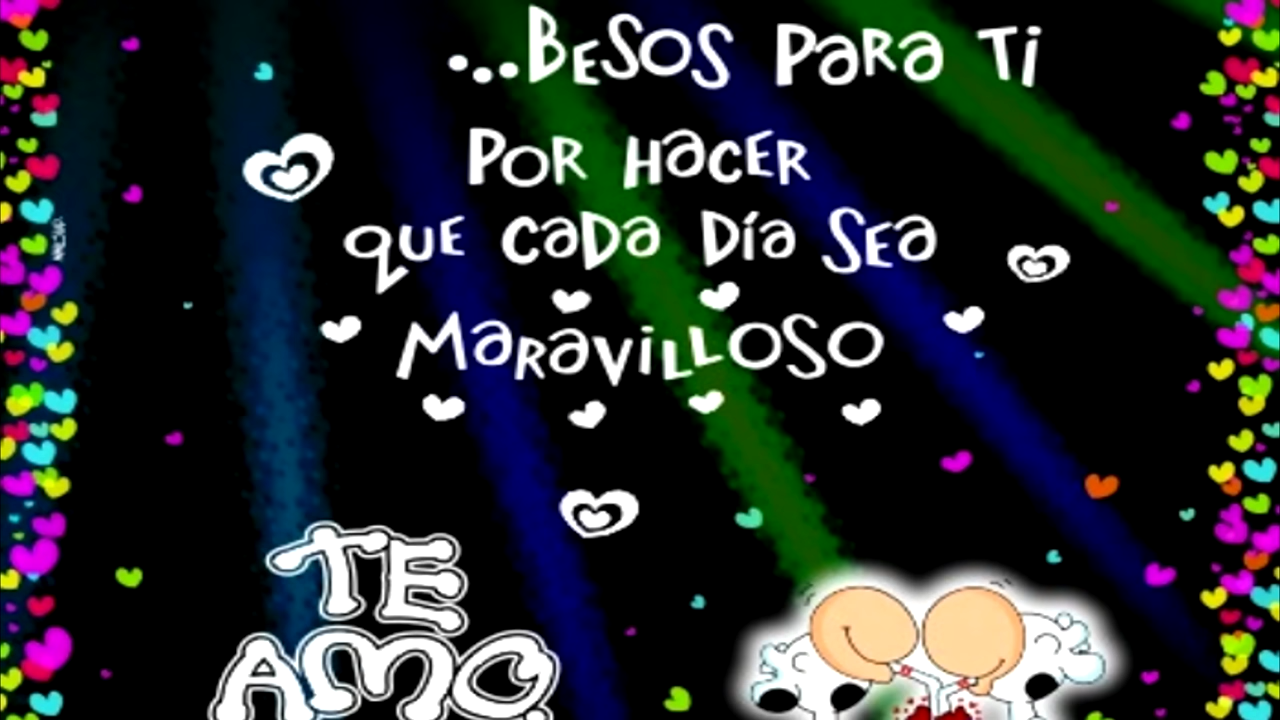 ...BESOS PARA TI
POR HACER
QUE CADA DÍA SEA
MARAVILLOSO
TE
AMO